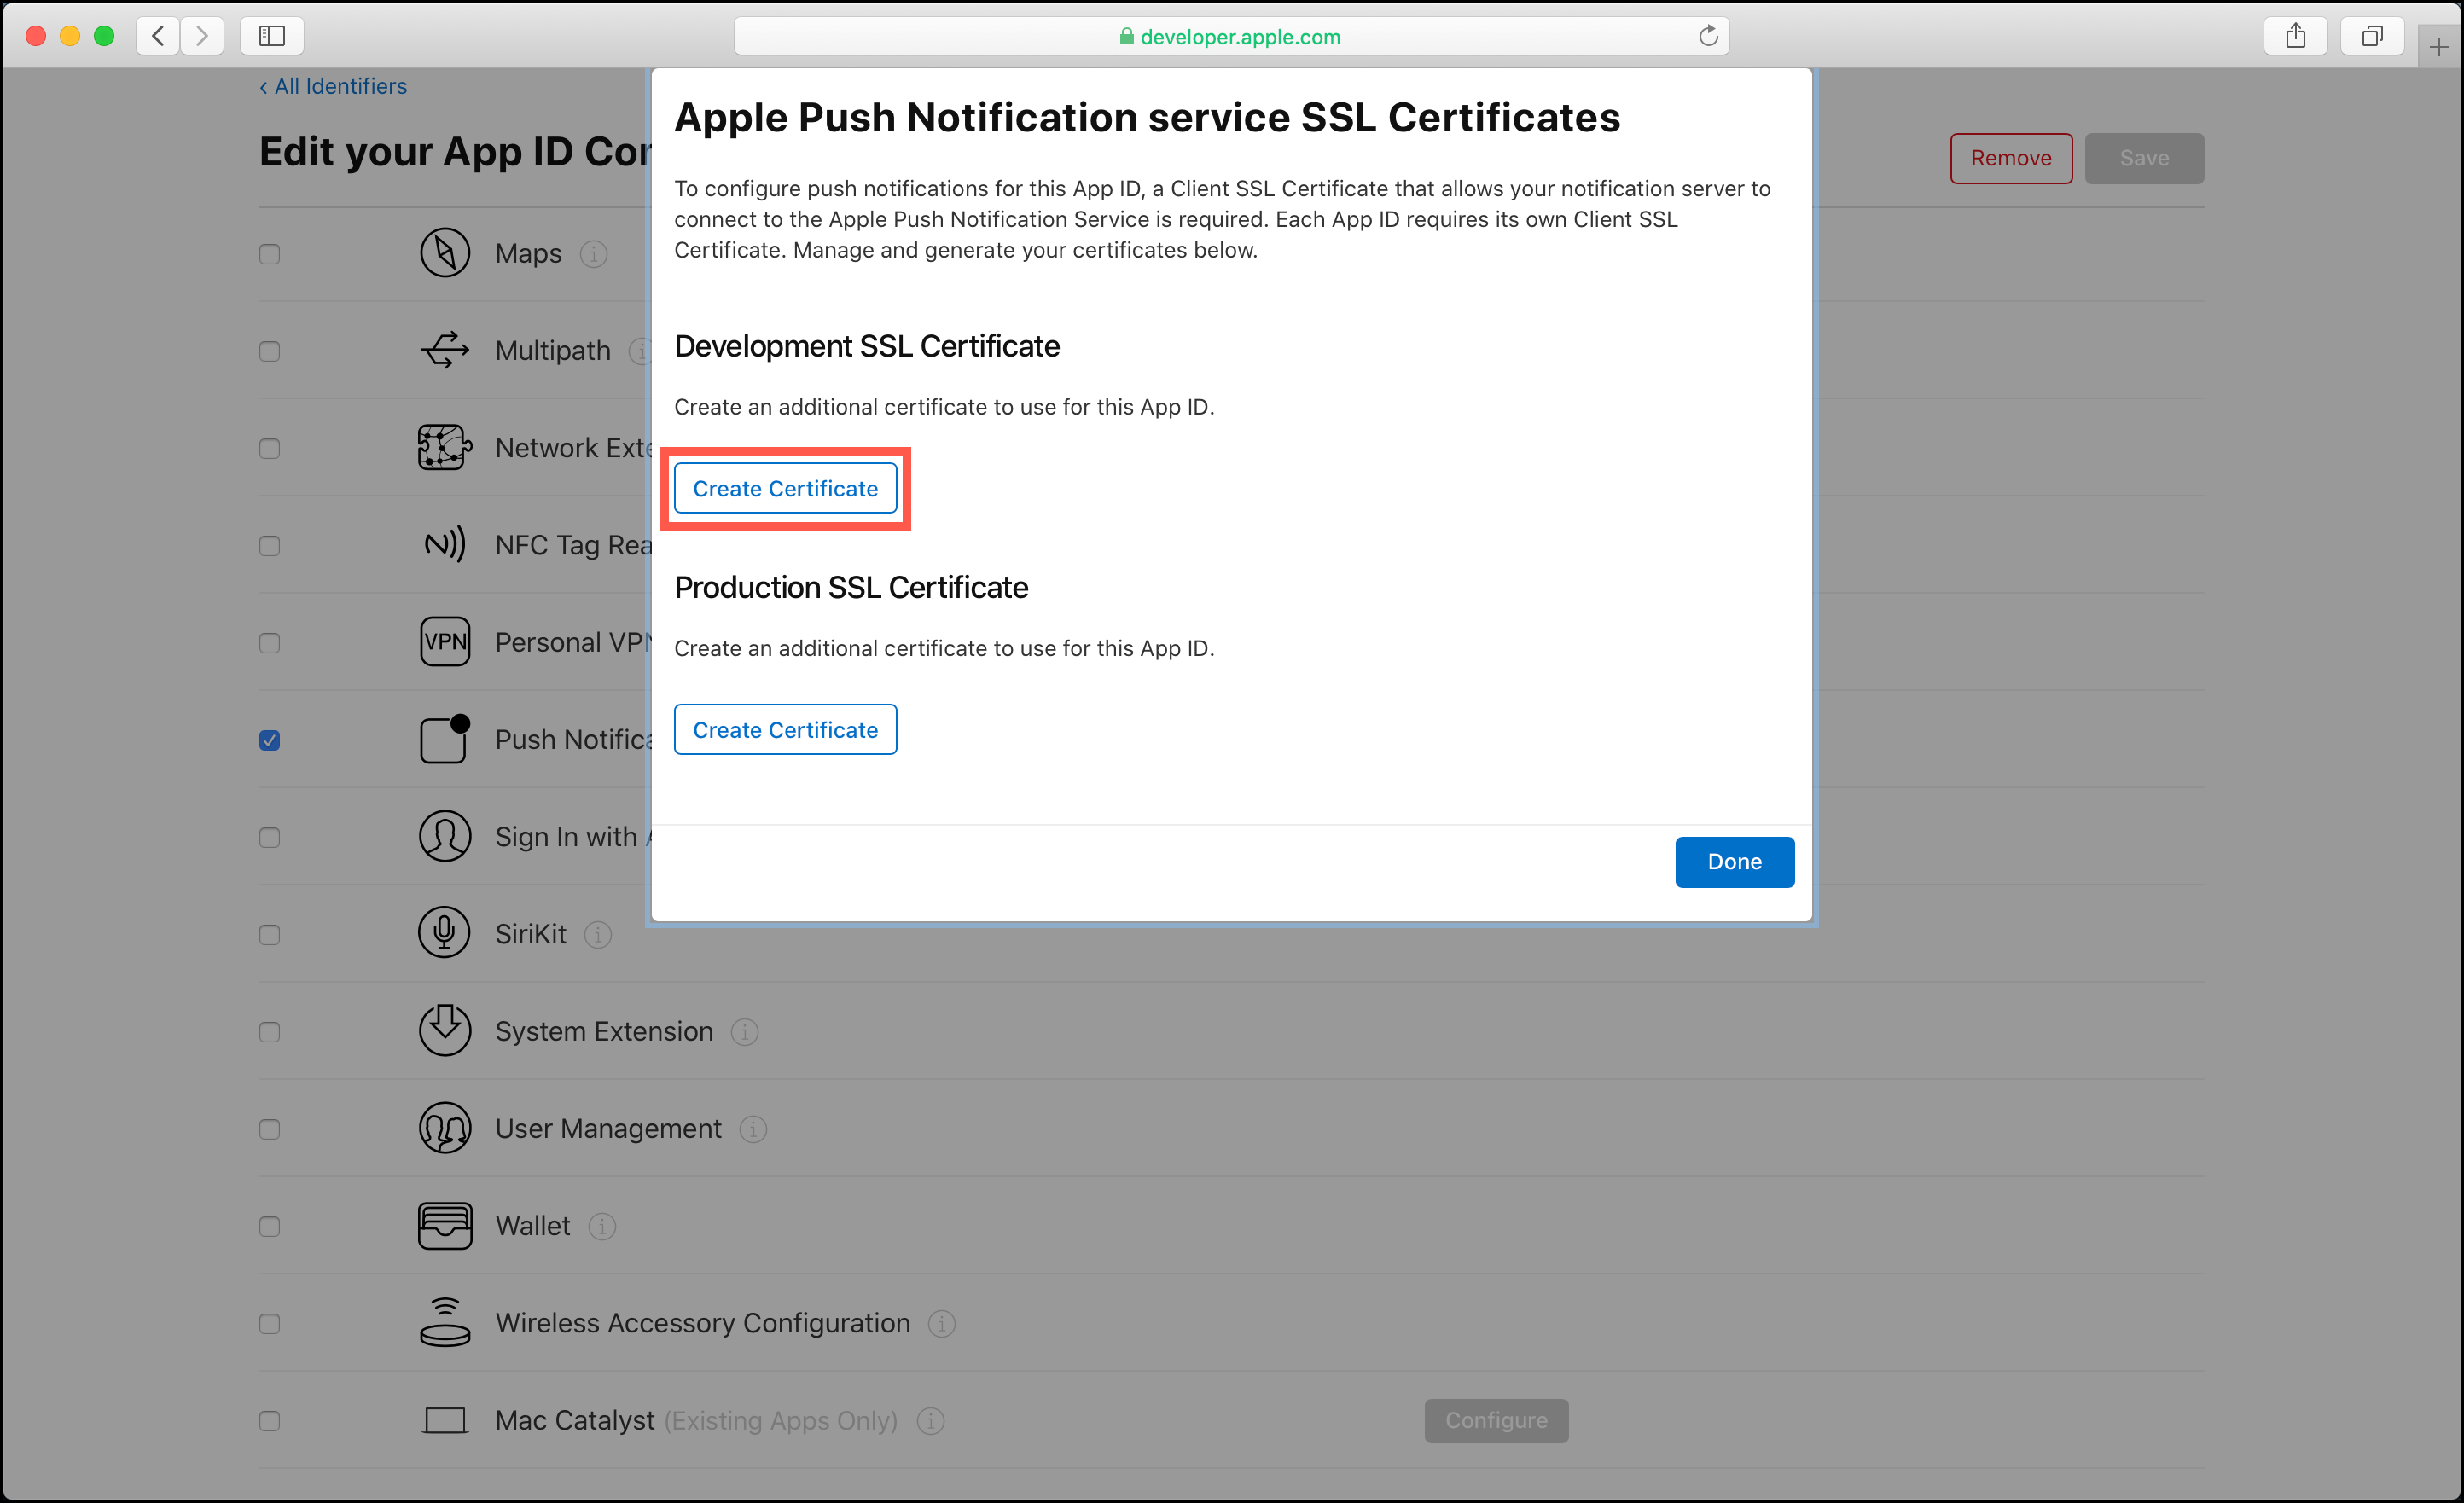 developer.apple.com
‹ All Identifiers
Edit your App ID Con
Remove
Save
Maps
Multipath
Network Exte
NFC Tag Rea
VPN
Personal VPN
Push Notifica
Sign In with A
SiriKit
System Extension
User Management
Wallet
Wireless Accessory Configuration
Mac Catalyst (Existing Apps Only)
Configure
Apple Push Notification service SSL Certificates
To configure push notifications for this App ID, a Client SSL Certificate that allows your notification server to
connect to the Apple Push Notification Service is required. Each App ID requires its own Client SSL
Certificate. Manage and generate your certificates below.
Development SSL Certificate
Create an additional certificate to use for this App ID.
Create Certificate
Production SSL Certificate
Create an additional certificate to use for this App ID.
Create Certificate
Done